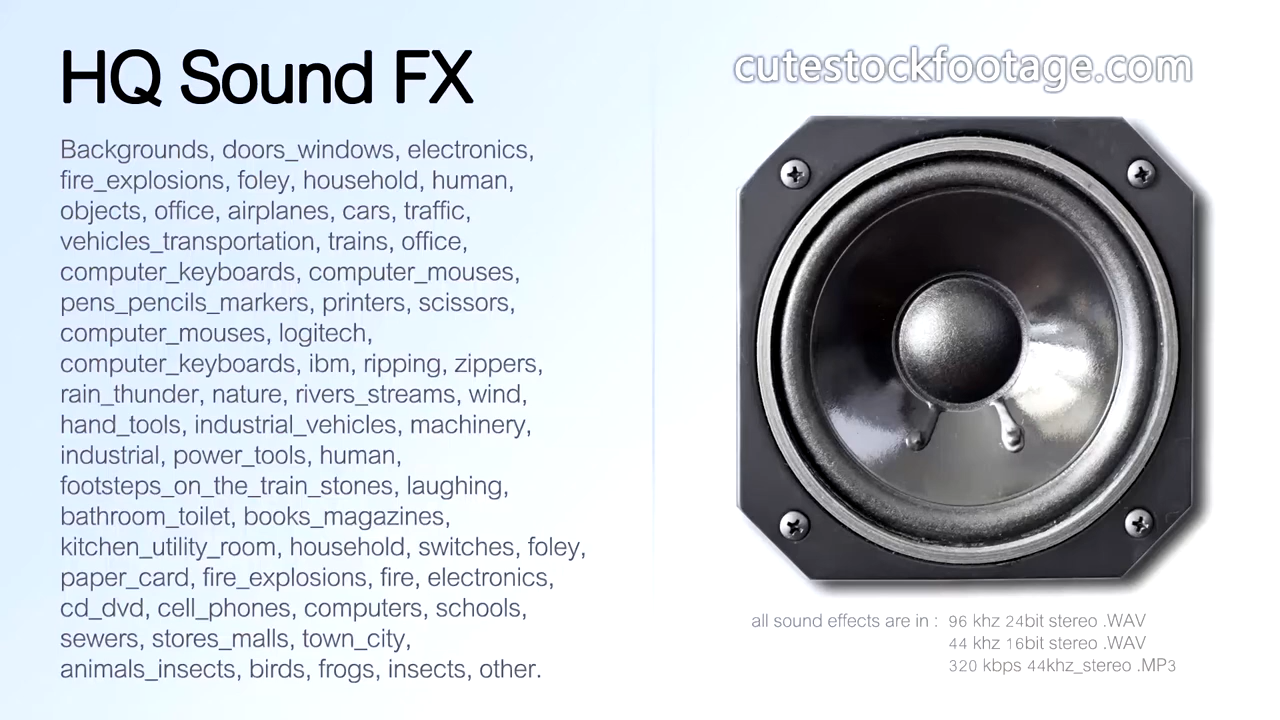 HQ Sound FX
cutestockfootage.com
Backgrounds, doors_windows, electronics,
fire_explosions, foley, household, human,
objects, office, airplanes, cars, traffic,
vehicles_transportation, trains, office,
computer_keyboards, computer_mouses,
pens_pencils_markers, printers, scissors,
computer_mouses, logitech,
computer_keyboards, ibm, ripping, zippers,
rain_thunder, nature, rivers_streams, wind,
hand_tools, industrial_vehicles, machinery,
industrial, power_tools, human,
footsteps_on_the_train_stones, laughing,
bathroom_toilet, books_magazines,
kitchen_utility_room, household, switches, foley,
paper_card, fire_explosions, fire, electronics,
cd_dvd, cell_phones, computers, schools,
sewers, stores_malls, town_city,
animals_insects, birds, frogs, insects, other.
all sound effects are in : 96 khz 24bit stereo .WAV
44 khz 16bit stereo .WAV
320 kbps 44khz_stereo .MP3